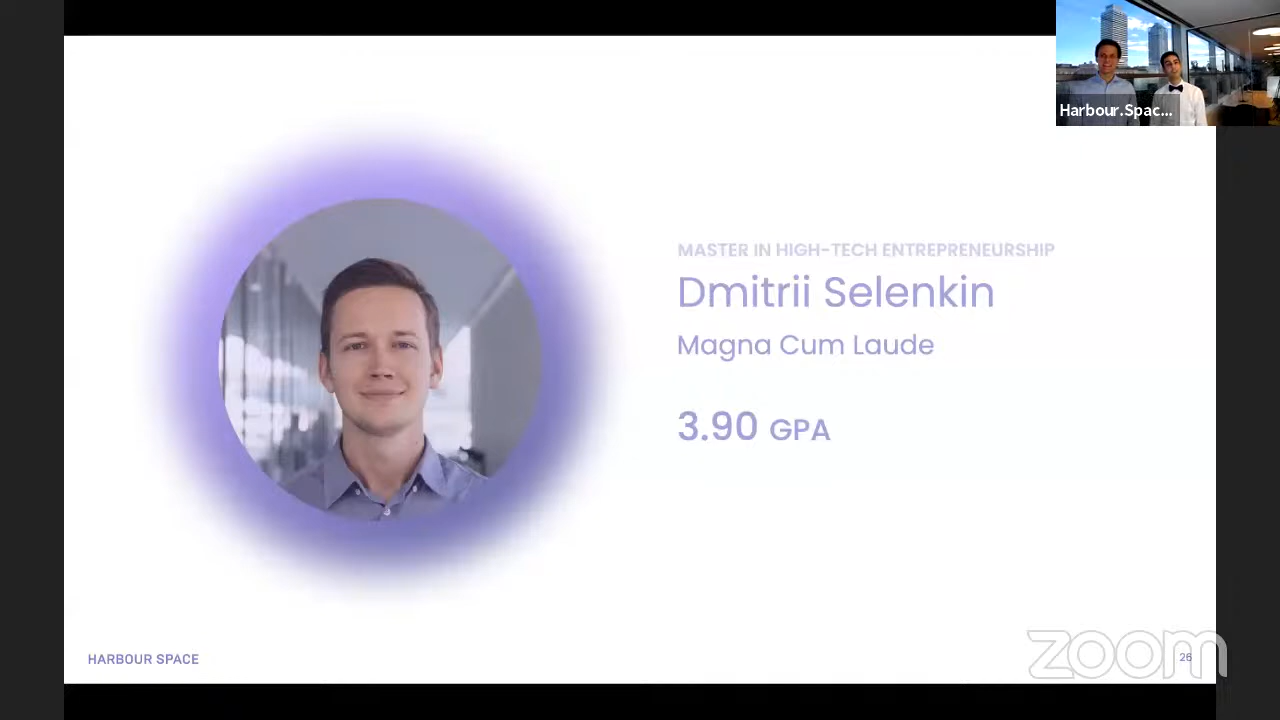 Harbour.Spac...
MASTER IN HIGH-TECH ENTREPRENEURSHIP
Dmitrii Selenkin
Magna Cum Laude
3.90 GPA
HARBOUR SPACE
zoom
26